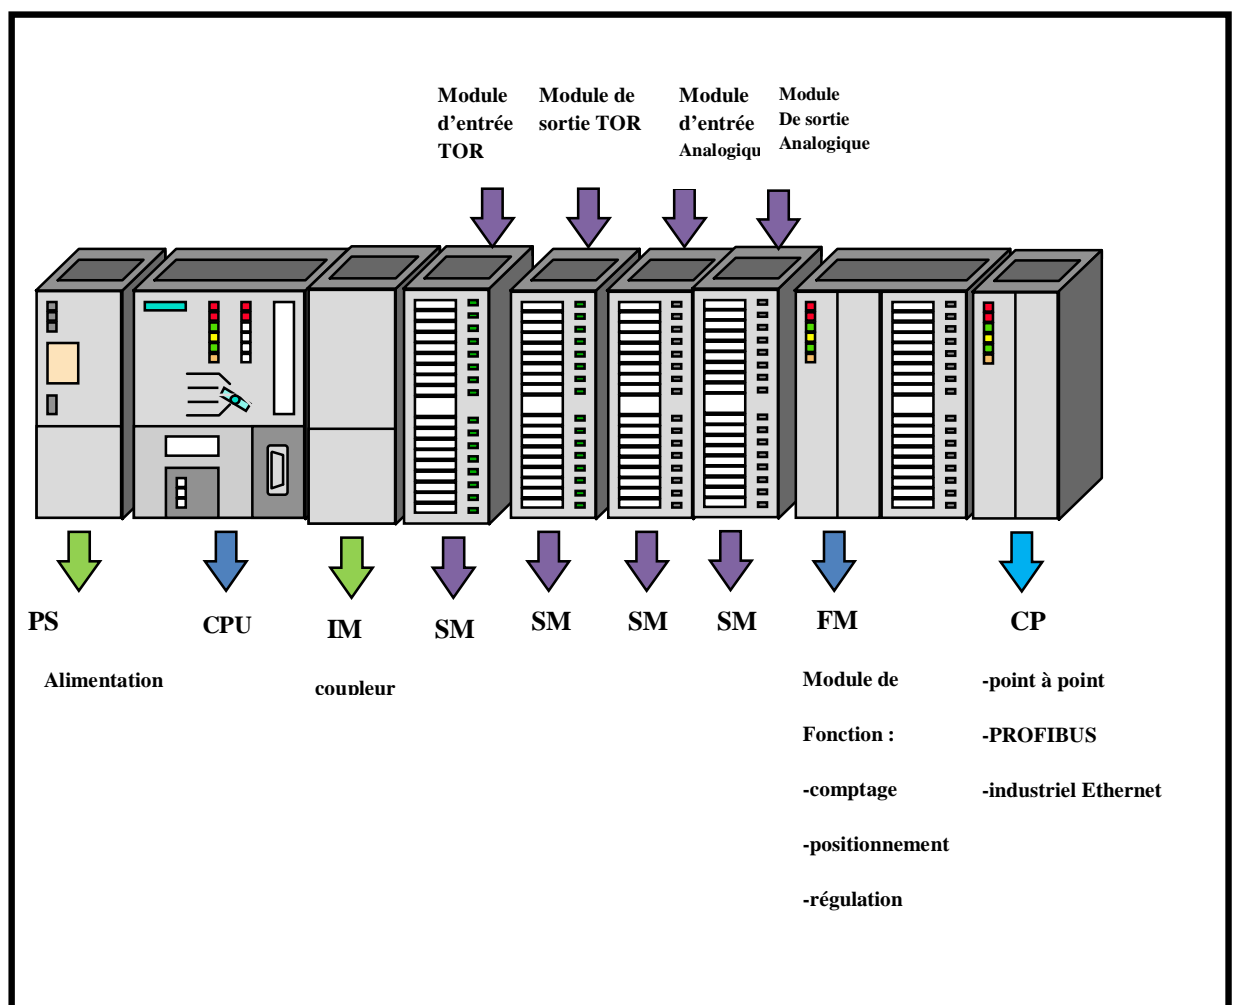 Module
d’entrée
TOR
Module de
sortie TOR
Module
d’entrée
Analogiqu
Module
De sortie
Analogique
PS
CPU
IM
SM
SM
SM
SM
FM
CP
Alimentation
coupleur
Module de
Fonction :
-comptage
-positionnement
-régulation
-point à point
-PROFIBUS
-industriel Ethernet